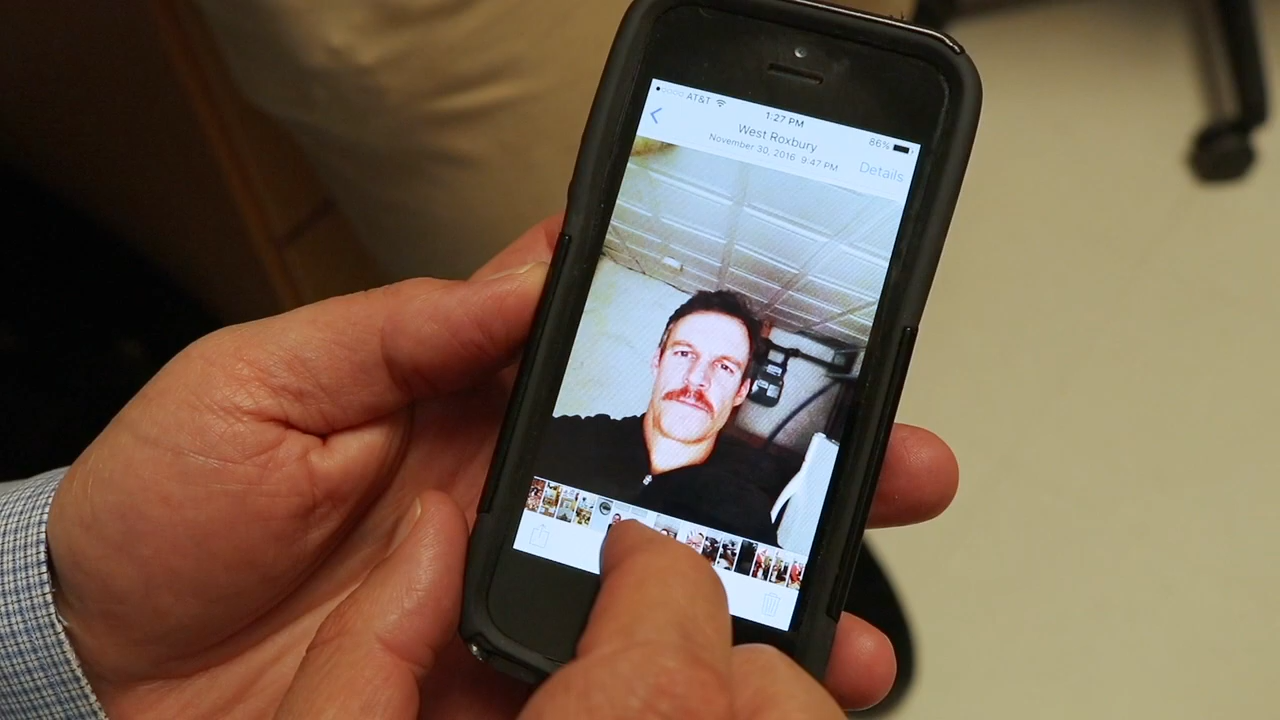 AT&T
1:27 PM
86%
West Roxbury
November 30, 2016 9:47 PM
Details